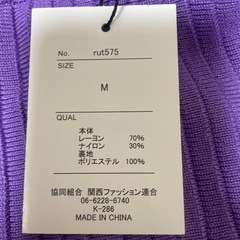 No. rut575
SIZE
M
QUAL
本体
レーヨン 70%
ナイロン 30%
裏地
ポリエステル 100%
協同組合 関西ファッション連合
06-6228-6740
K-286
MADE IN CHINA